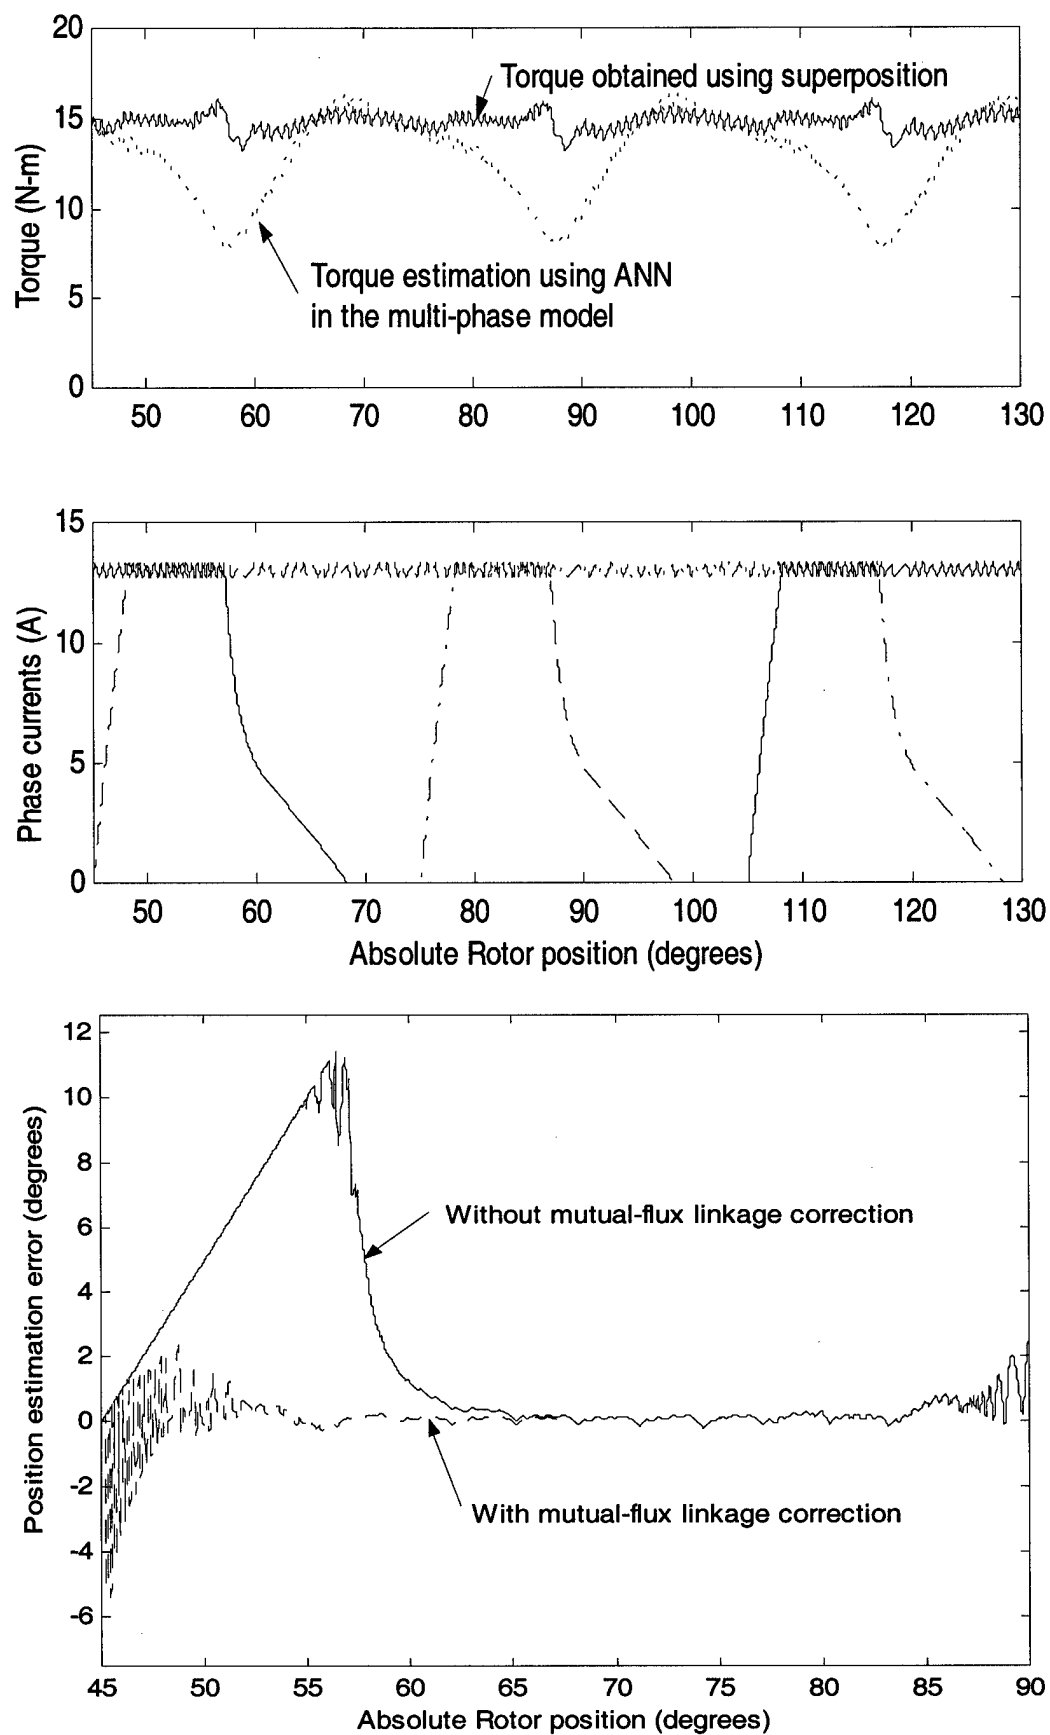 20
15
10
5
0
Torque (N-m)
Torque obtained using superposition
Torque estimation using ANN
in the multi-phase model
50 60 70 80 90 100 110 120 130
15
10
5
0
Phase currents (A)
50 60 70 80 90 100 110 120 130
Absolute Rotor position (degrees)
12
10
8
6
4
2
0
-2
-4
-6
Position estimation error (degrees)
Without mutual-flux linkage correction
With mutual-flux linkage correction
45 50 55 60 65 70 75 80 85 90
Absolute Rotor position (degrees)